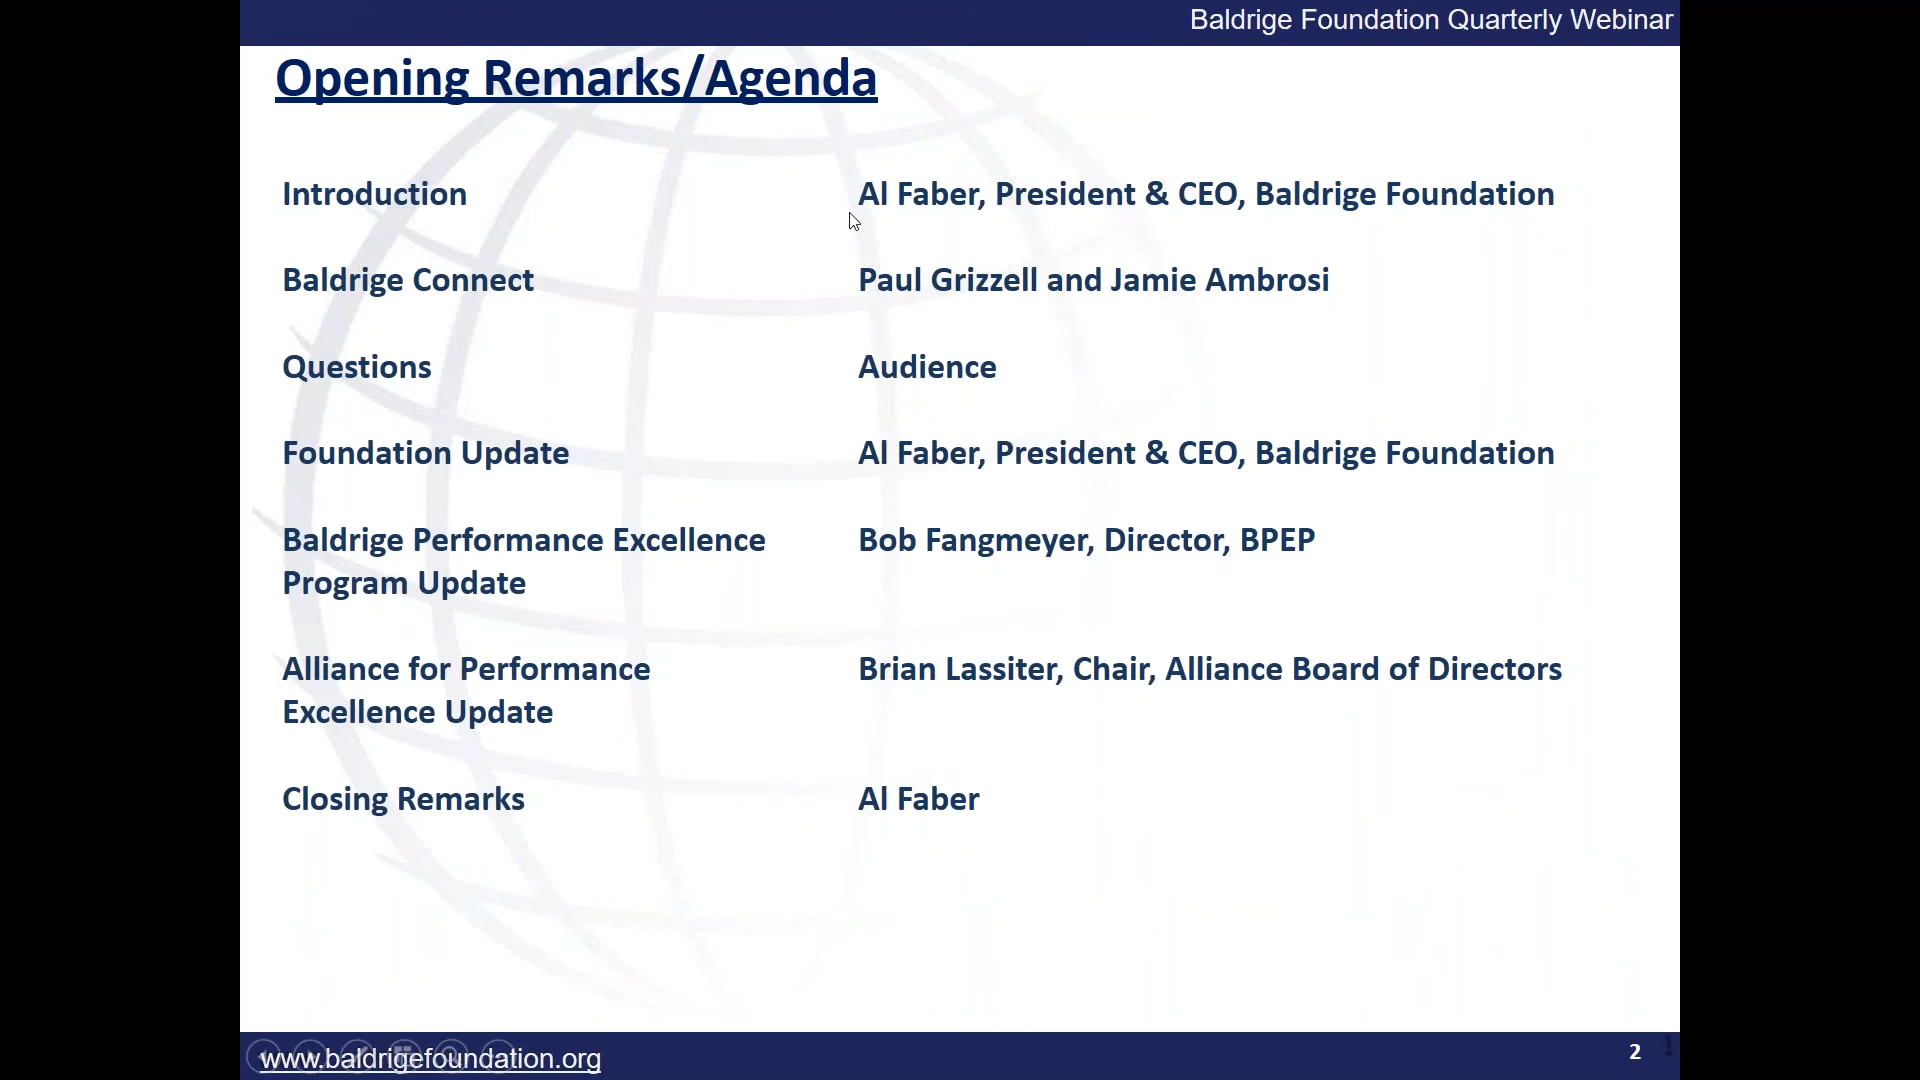 Baldrige Foundation Quarterly Webinar
Opening Remarks/Agenda
Introduction
Al Faber, President & CEO, Baldrige Foundation
Baldrige Connect
Paul Grizzell and Jamie Ambrosi
Questions
Audience
Foundation Update
Al Faber, President & CEO, Baldrige Foundation
Baldrige Performance Excellence
Program Update
Bob Fangmeyer, Director, BPEP
Alliance for Performance
Excellence Update
Brian Lassiter, Chair, Alliance Board of Directors
Closing Remarks
Al Faber
www.baldrigefoundation.org
2
1